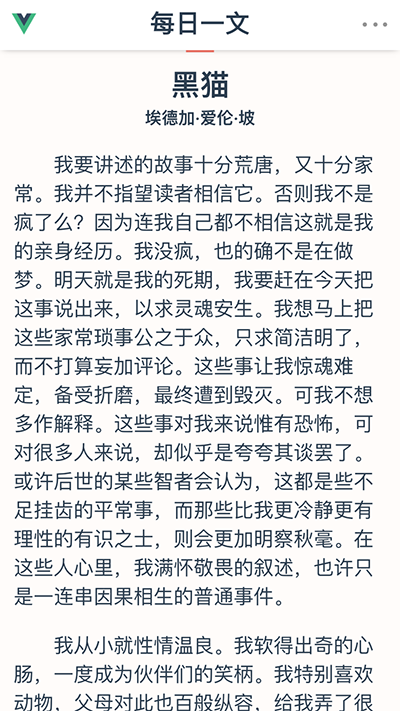 每日一文
黑猫
埃德加·爱伦·坡
我要讲述的故事十分荒唐，又十分家
常。我并不指望读者相信它。否则我不是
疯了么？因为连我自己都不相信这就是我
的亲身经历。我没疯，也的确不是在做
梦。明天就是我的死期，我要赶在今天把
这事说出来，以求灵魂安生。我想马上把
这些家常琐事公之于众，只求简洁明了，
而不打算妄加评论。这些事让我惊魂难
定，备受折磨，最终遭到毁灭。可我不想
多作解释。这些事对我来说惟有恐怖，可
对很多人来说，却似乎是夸夸其谈罢了。
或许后世的某些智者会认为，这都是些不
足挂齿的平常事，而那些比我更冷静更有
理性的有识之士，则会更加明察秋毫。在
这些人心里，我满怀敬畏的叙述，也许只
是一连串因果相生的普通事件。
我从小就性情温良。我软得出奇的心
肠，一度成为伙伴们的笑柄。我特别喜欢
动物，父母对此也百般纵容，给我弄了很